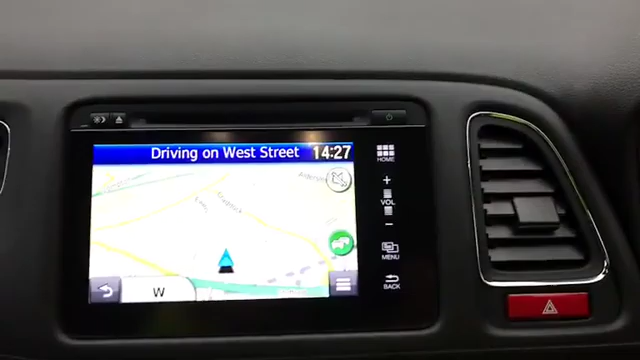 Driving on West Street 14:27
HOME
+
VOL
−
MENU
BACK
W